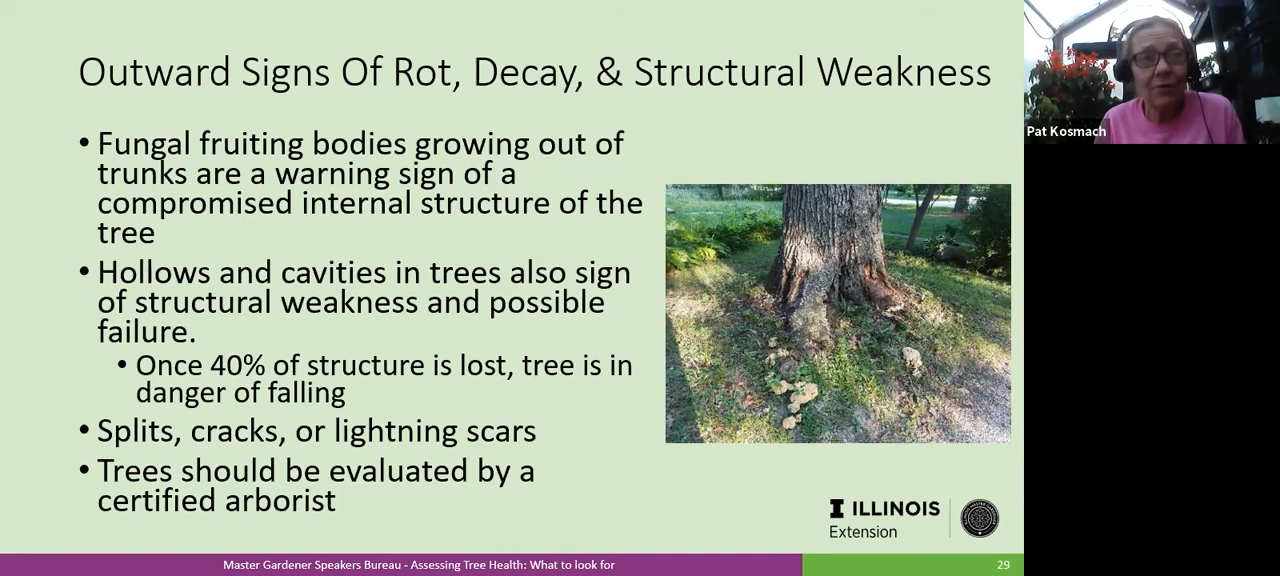 Outward Signs Of Rot, Decay, & Structural Weakness
• Fungal fruiting bodies growing out of
trunks are a warning sign of a
compromised internal structure of the
tree
• Hollows and cavities in trees also sign
of structural weakness and possible
failure.
• Once 40% of structure is lost, tree is in
danger of falling
• Splits, cracks, or lightning scars
• Trees should be evaluated by a
certified arborist
Pat Kosmach
I ILLINOIS
Extension
Master Gardener Speakers Bureau - Assessing Tree Health: What to look for
29